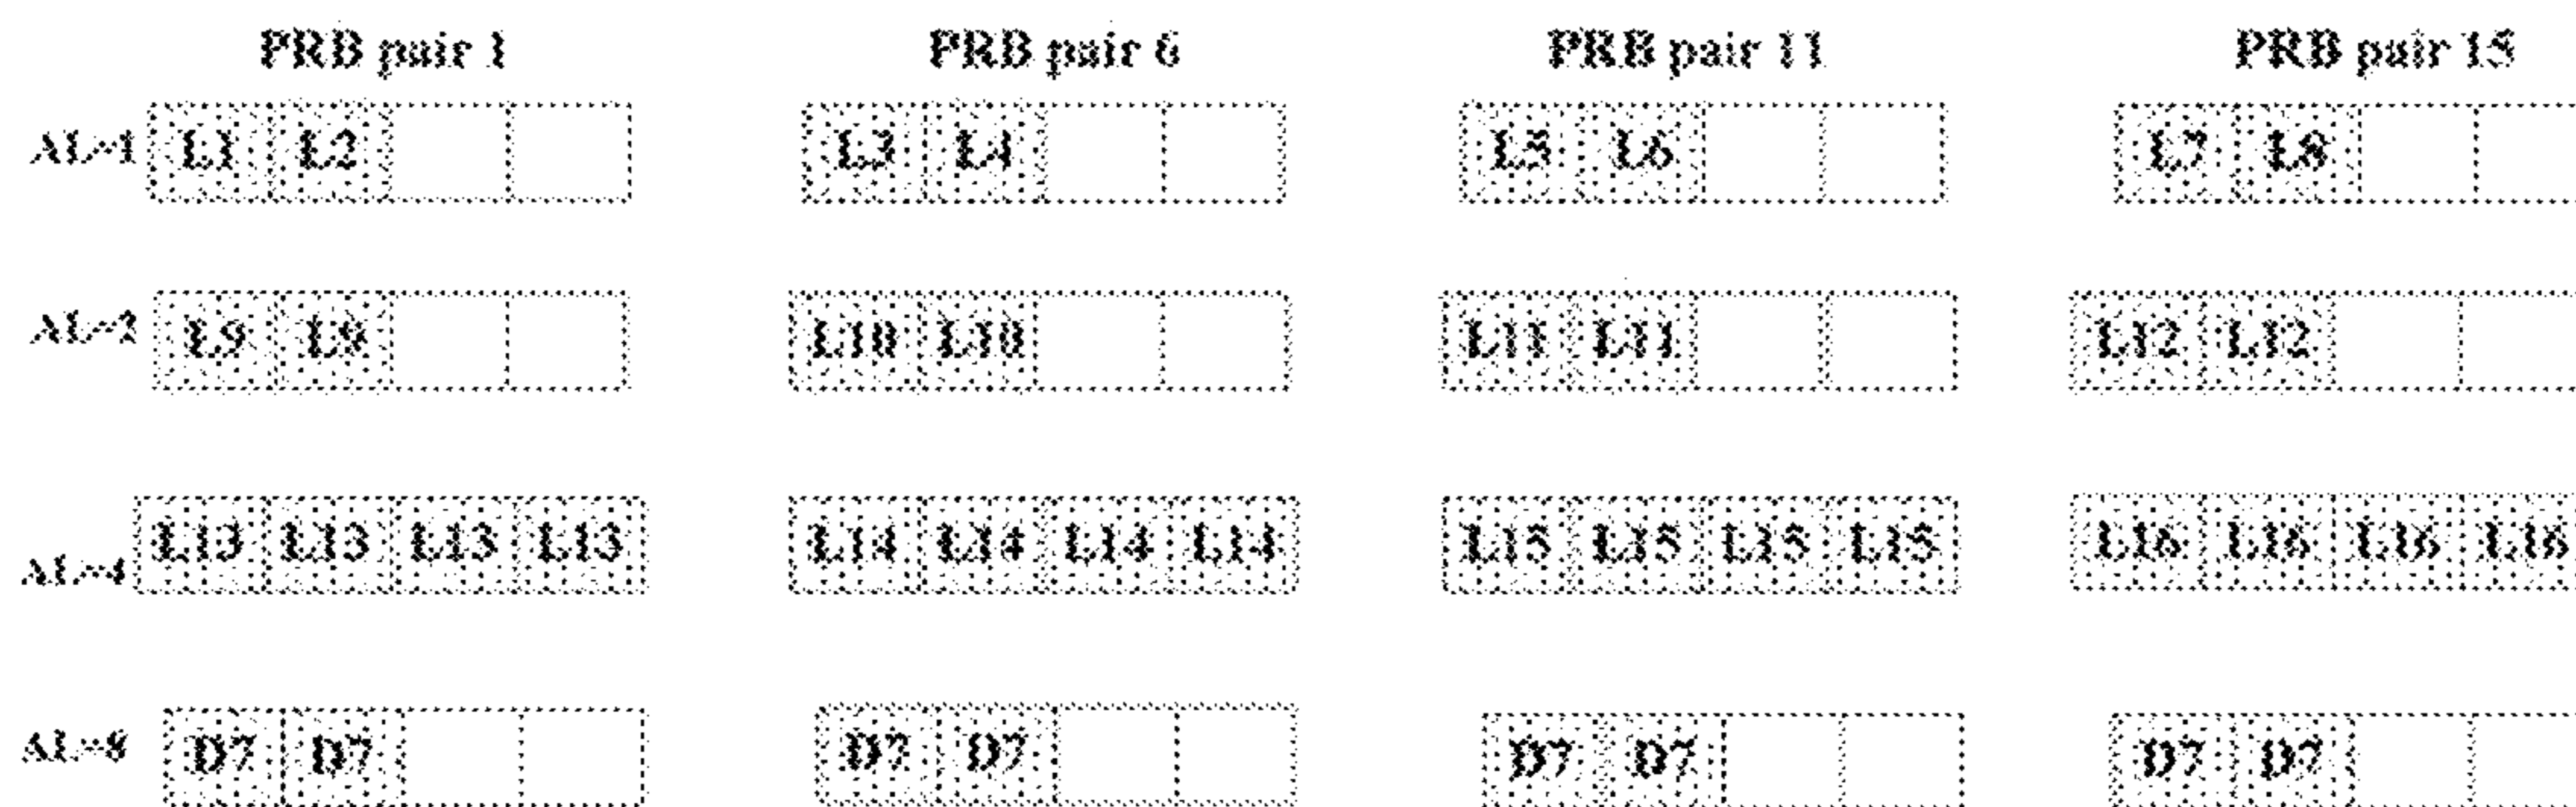 PRB pair 1 PRB pair 6 PRB pair 11 PRB pair 15
AL=1 L1 L2 L3 L4 L5 L6 L7 L8
AL=2 L9 L9 L10 L10 L11 L11 L12 L12
AL=4 L13 L13 L13 L13 L14 L14 L14 L14 L15 L15 L15 L15 L16 L16 L16 L16
AL=8 D7 D7 D7 D7 D7 D7 D7 D7